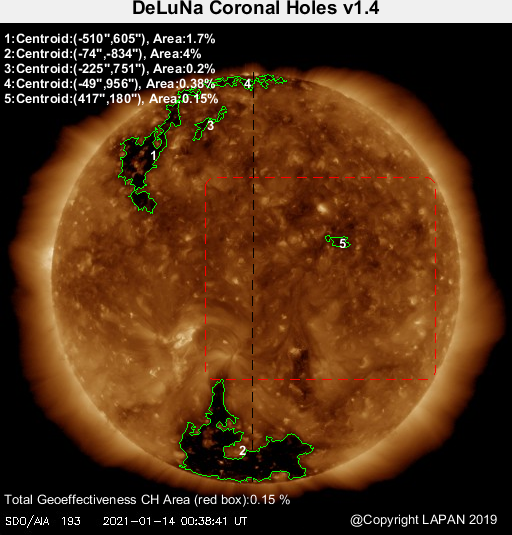 DeLuNa Coronal Holes v1.4
1:Centroid:(-510",605"), Area:1.7%
2:Centroid:(-74",-834"), Area:4%
3:Centroid:(-225",751"), Area:0.2%
4:Centroid:(-49",956"), Area:0.38%
5:Centroid:(417",180"), Area:0.15%
4
3
1
5
2
Total Geoeffectiveness CH Area (red box):0.15 %
SDO/AIA 193 2021-01-14 00:38:41 UT
@Copyright LAPAN 2019